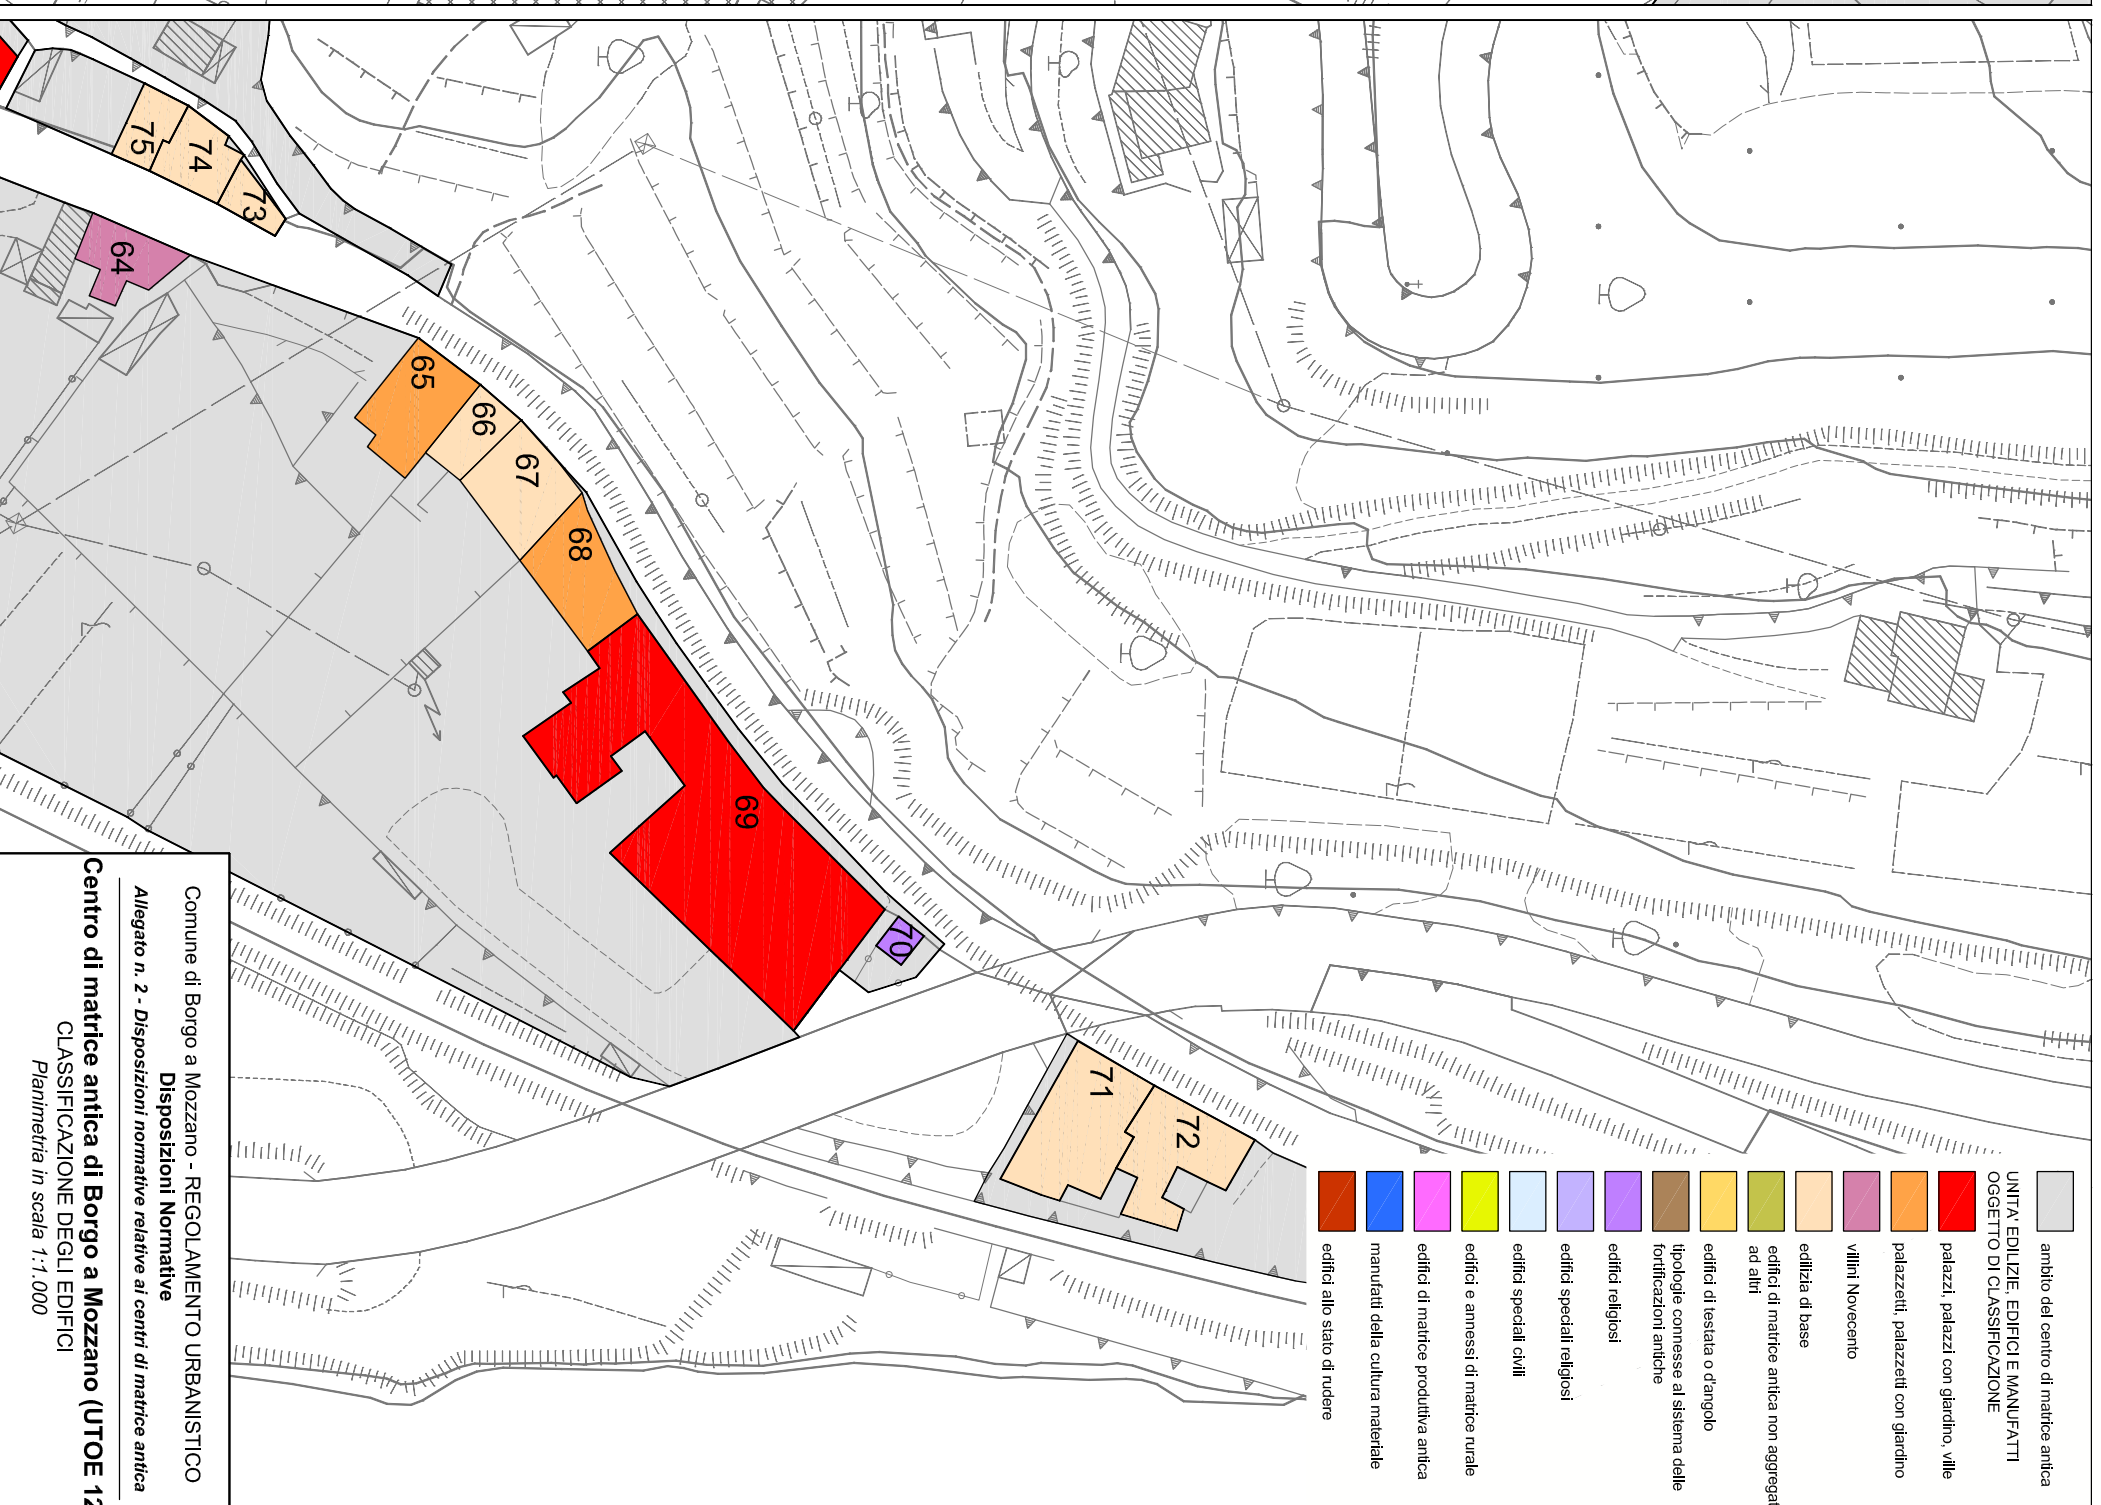 75
74
73
64
65
66
67
68
69
70
71
72
ambito del centro di matrice antica
UNITA' EDILIZIE, EDIFICI E MANUFATTI
OGGETTO DI CLASSIFICAZIONE
palazzi, palazzi con giardino, ville
palazzetti, palazzetti con giardino
villini Novecento
edilizia di base
edifici di matrice antica non aggregat
ad altri
edifici di testata o d'angolo
tipologie connesse al sistema delle
fortificazioni antiche
edifici religiosi
edifici speciali religiosi
edifici speciali civili
edifici e annessi di matrice rurale
edifici di matrice produttiva antica
manufatti della cultura materiale
edifici allo stato di rudere
Comune di Borgo a Mozzano - REGOLAMENTO URBANISTICO
Disposizioni Normative
Allegato n. 2 - Disposizioni normative relative ai centri di matrice antica
Centro di matrice antica di Borgo a Mozzano (UTOE 12
CLASSIFICAZIONE DEGLI EDIFICI
Planimetria in scala 1:1.000